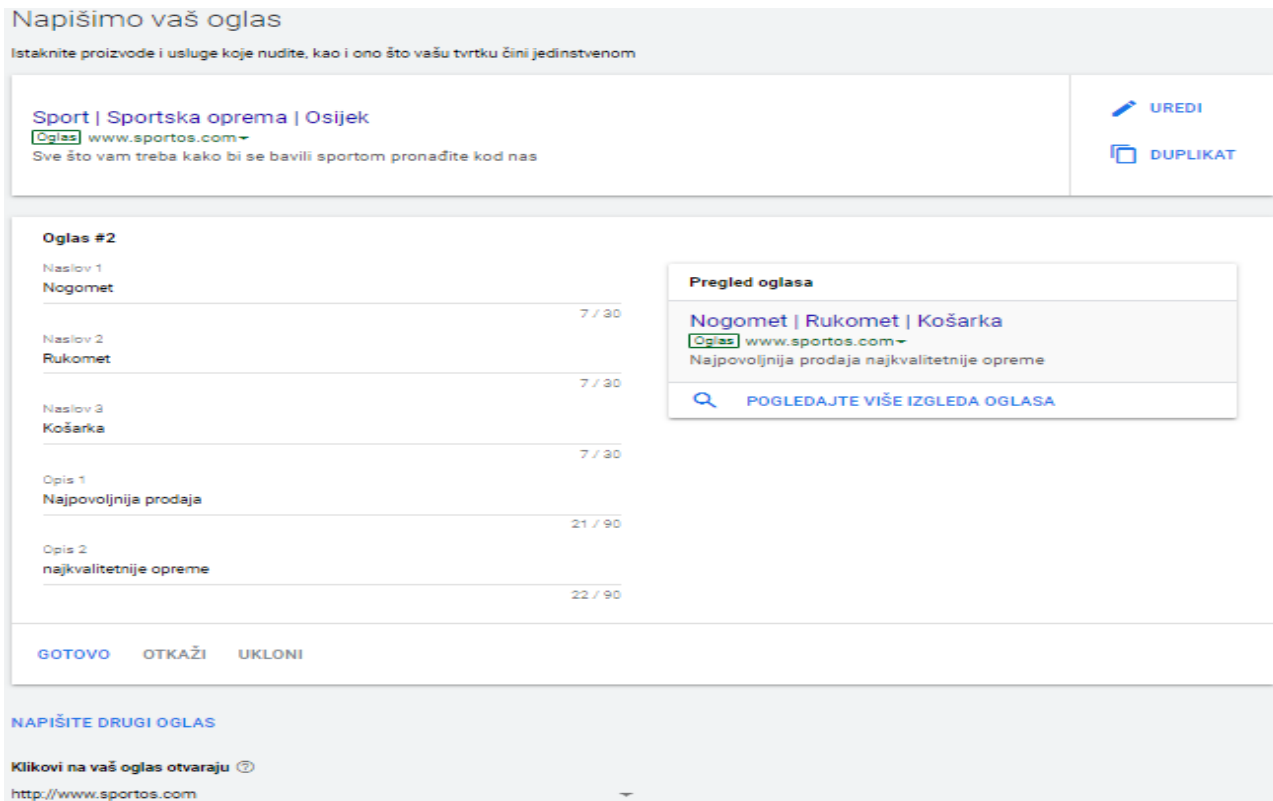 Napišimo vaš oglas
Istaknite proizvode i usluge koje nudite, kao i ono što vašu tvrtku čini jedinstvenom
Sport | Sportska oprema | Osijek
Oglas www.sportos.com
Sve što vam treba kako bi se bavili sportom pronađite kod nas
UREDI
DUPLIKAT
Oglas #2
Naslov 1
Nogomet
7 / 30
Naslov 2
Rukomet
7 / 30
Naslov 3
Košarka
7 / 30
Opis 1
Najpovoljnija prodaja
21 / 90
Opis 2
najkvalitetnije opreme
22 / 90
Pregled oglasa
Nogomet | Rukomet | Košarka
Oglas www.sportos.com
Najpovoljnija prodaja najkvalitetnije opreme
POGLEDAJTE VIŠE IZGLEDA OGLASA
GOTOVO OTKAŽI UKLONI
NAPIŠITE DRUGI OGLAS
Klikovi na vaš oglas otvaraju ?
http://www.sportos.com